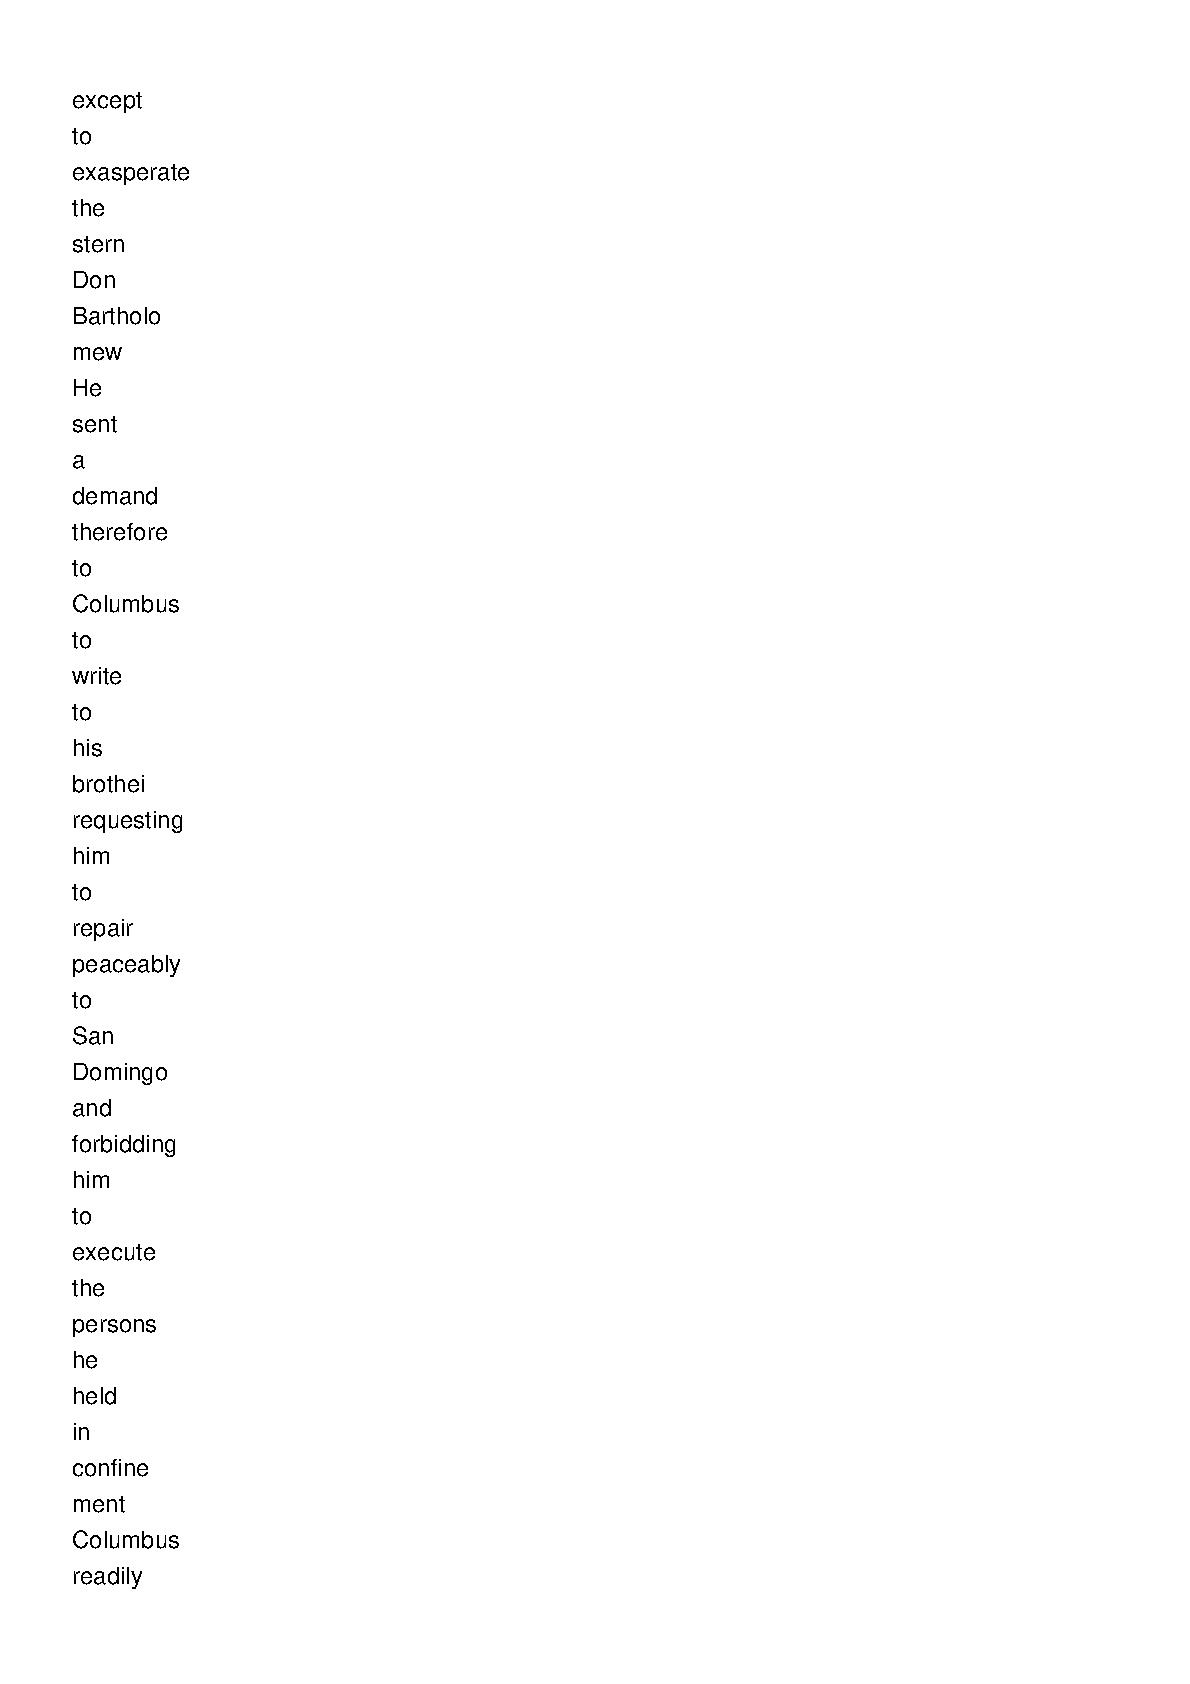 except
to
exasperate
the
stern
Don
Bartholo
mew
He
sent
a
demand
therefore
to
Columbus
to
write
to
his
brothei
requesting
him
to
repair
peaceably
to
San
Domingo
and
forbidding
him
to
execute
the
persons
he
held
in
confine
ment
Columbus
readily